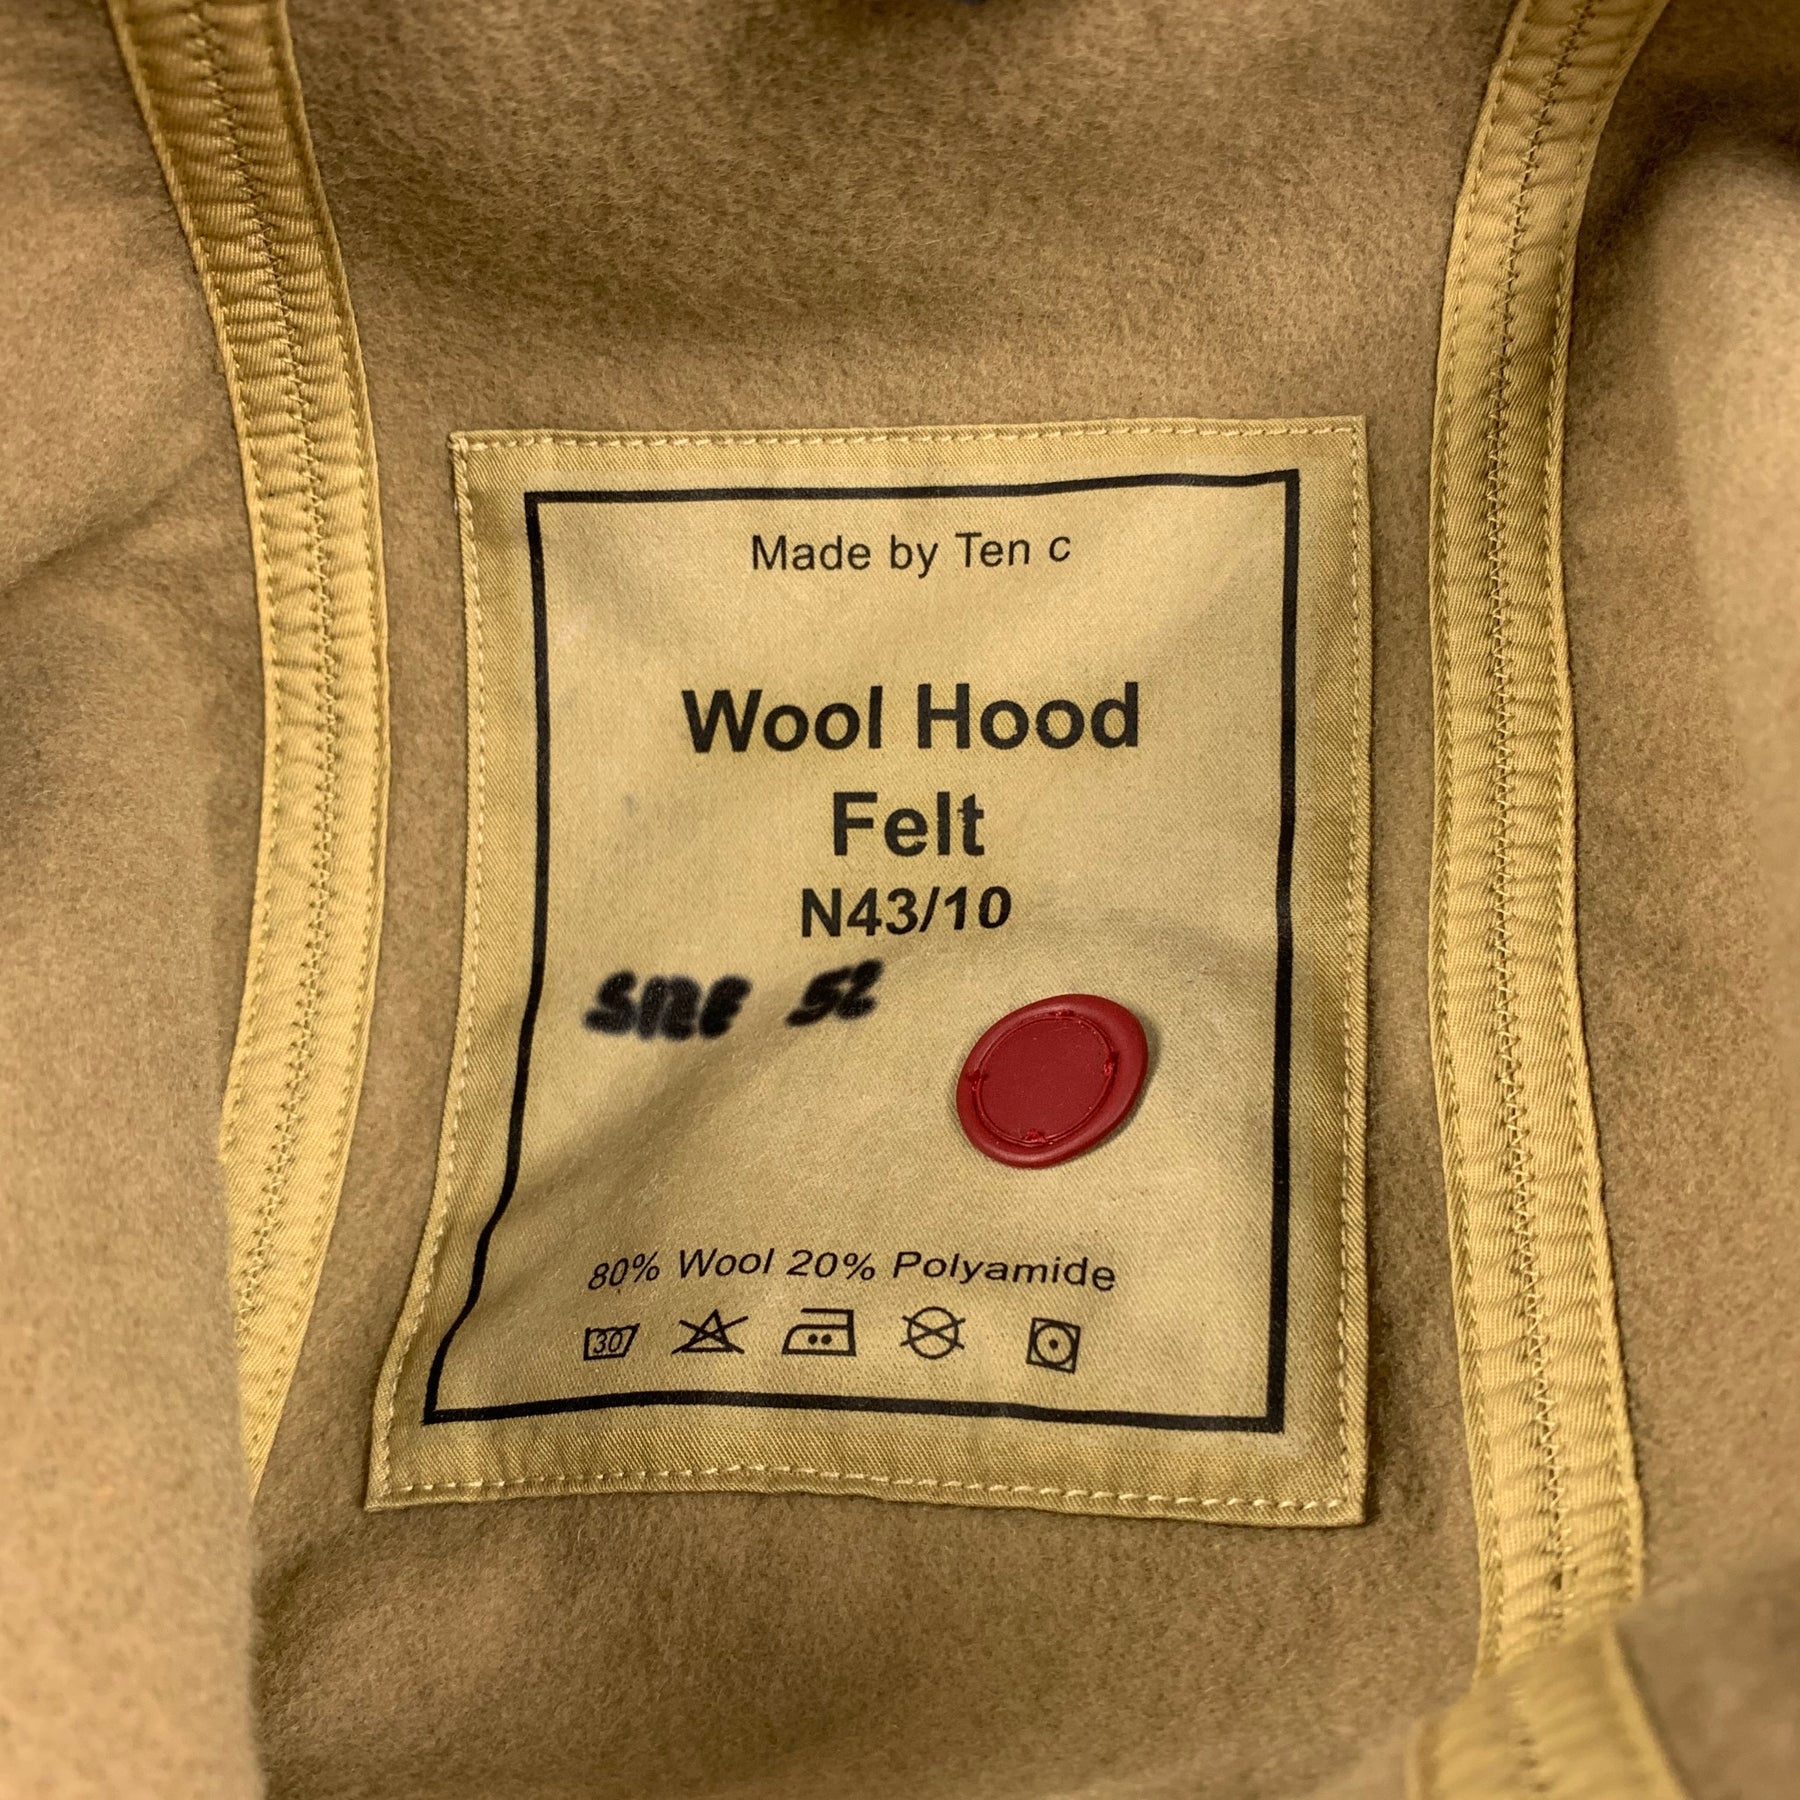 Made by Ten c
Wool Hood
Felt
N43/10
SIZE 52
80% Wool 20% Polyamide
30